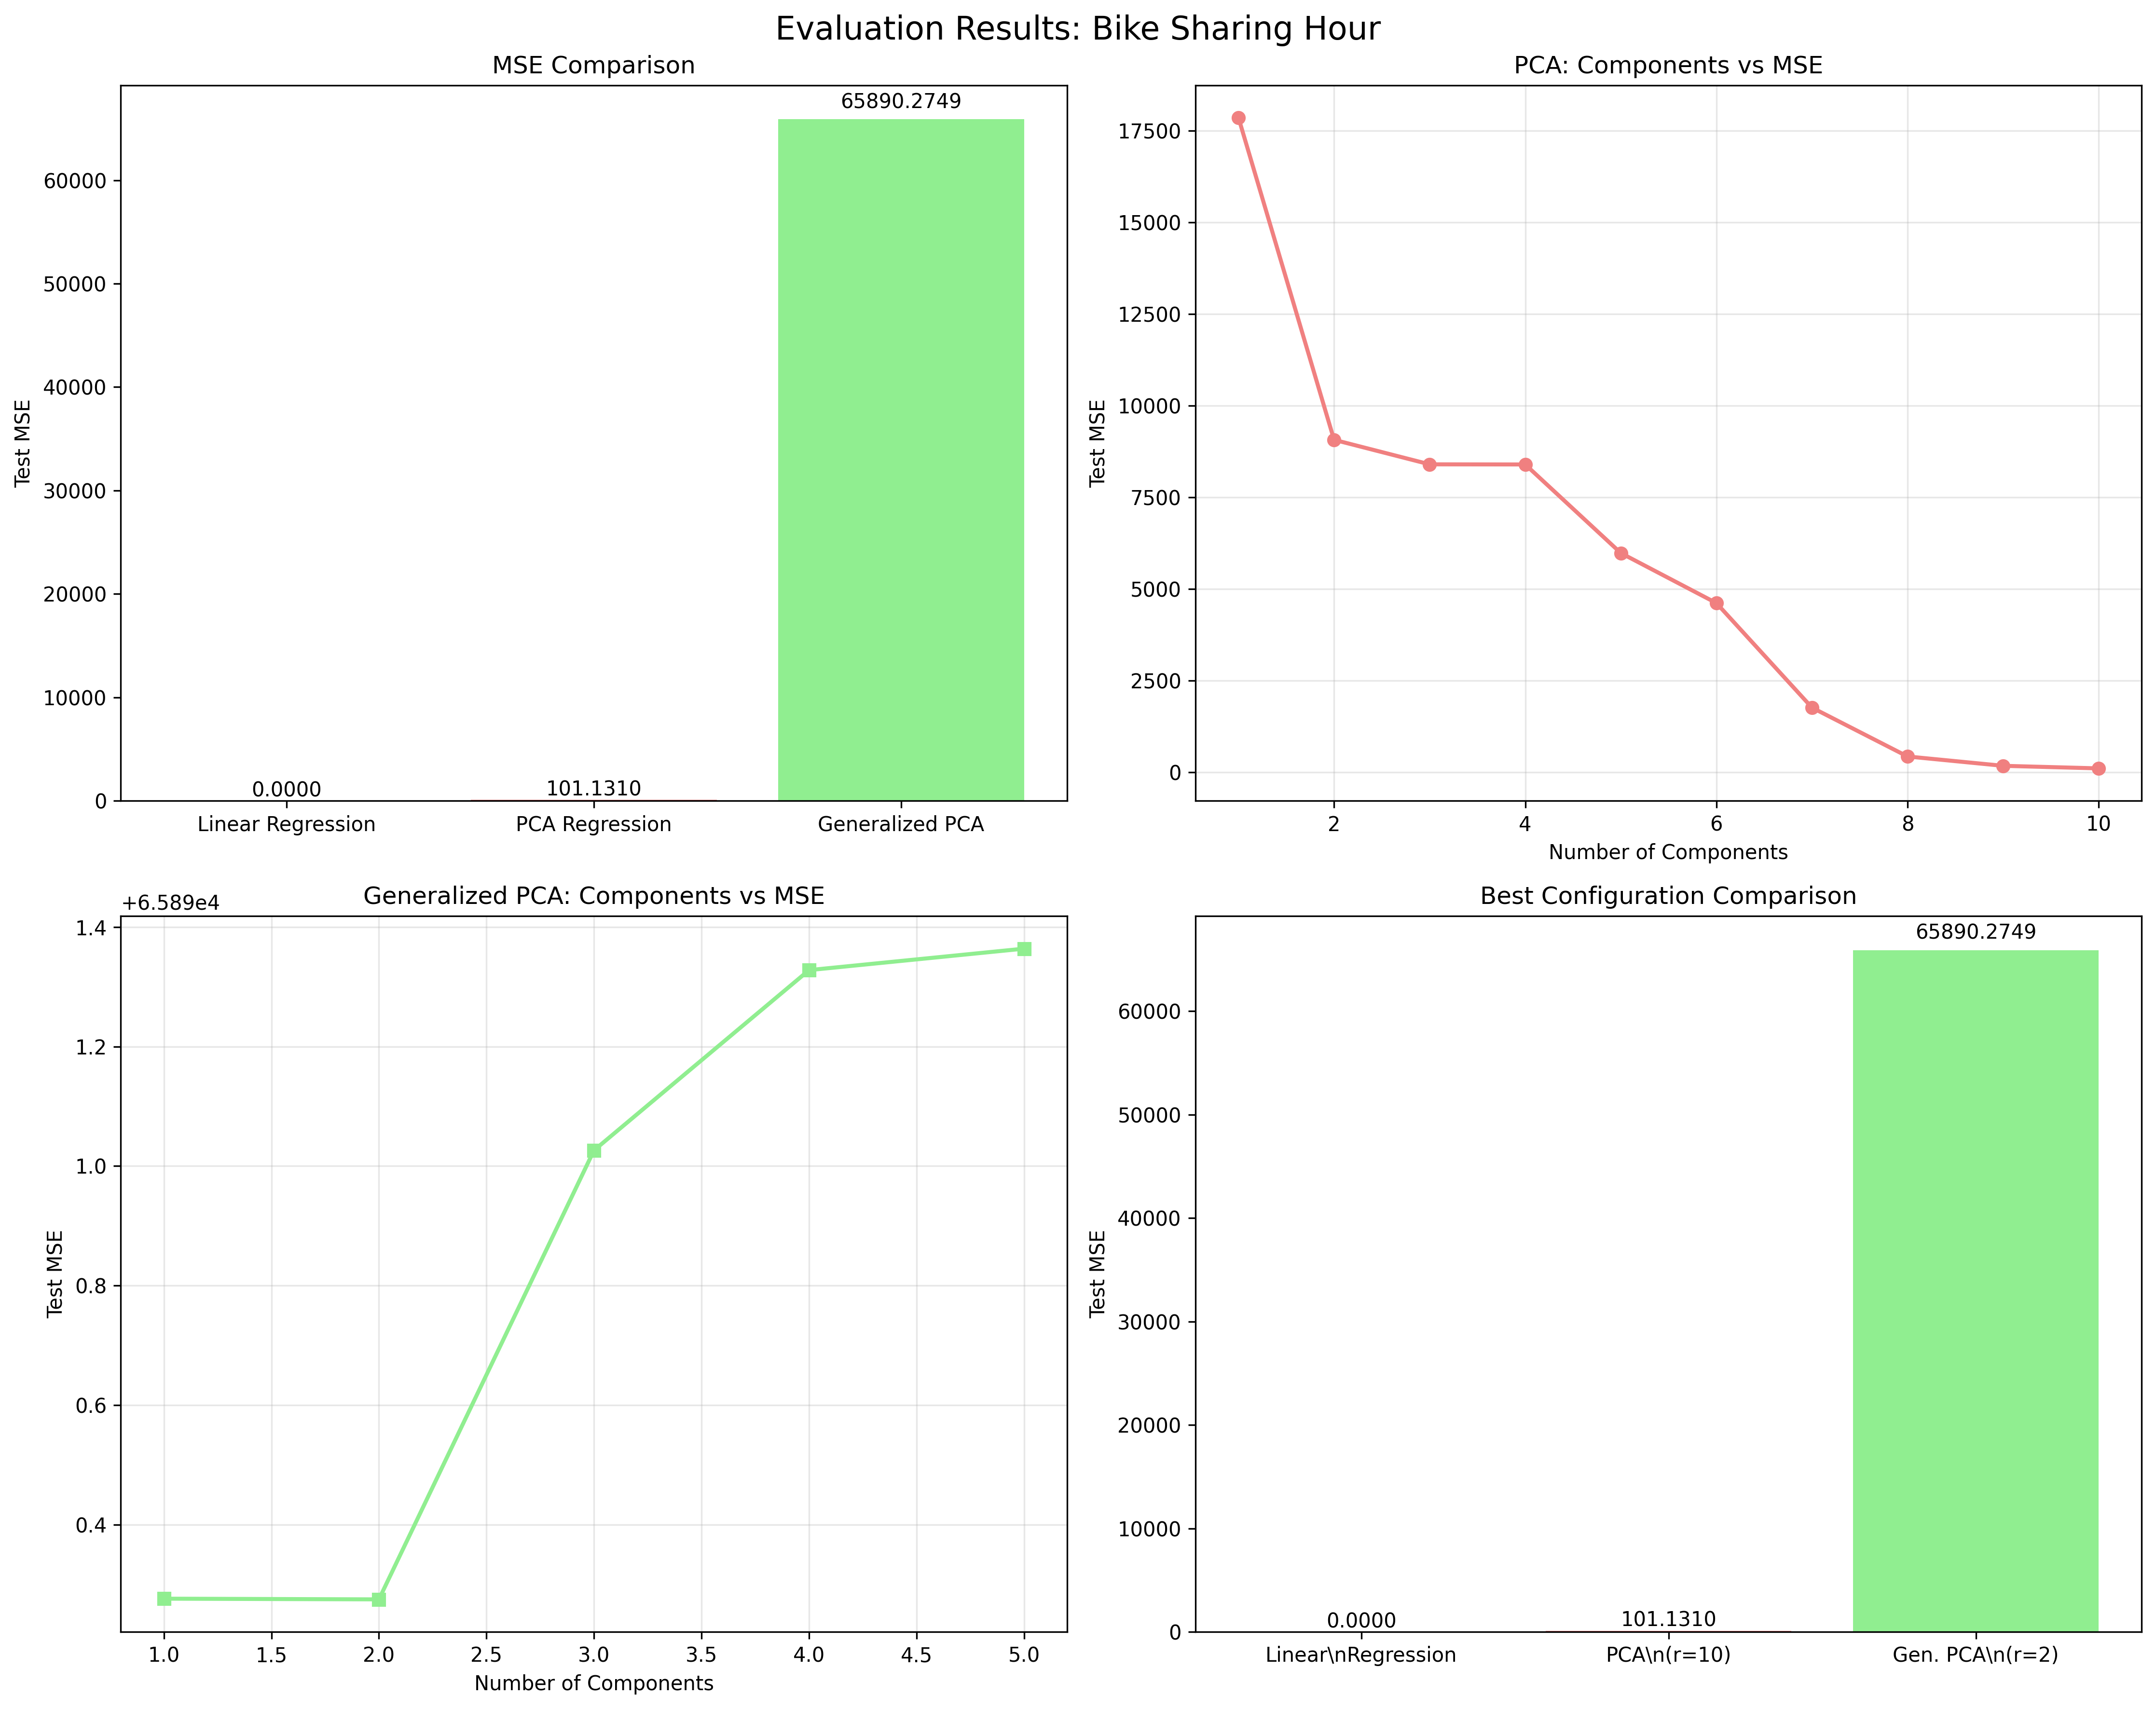 Evaluation Results: Bike Sharing Hour
MSE Comparison
65890.2749
60000
50000
40000
30000
20000
10000
0
Test MSE
0.0000
101.1310
Linear Regression
PCA Regression
Generalized PCA
PCA: Components vs MSE
17500
15000
12500
10000
7500
5000
2500
0
Test MSE
2
4
6
8
10
Number of Components
Generalized PCA: Components vs MSE
+6.589e4
1.4
1.2
1.0
0.8
0.6
0.4
Test MSE
1.0
1.5
2.0
2.5
3.0
3.5
4.0
4.5
5.0
Number of Components
Best Configuration Comparison
65890.2749
60000
50000
40000
30000
20000
10000
0
Test MSE
0.0000
101.1310
Linear\nRegression
PCA\n(r=10)
Gen. PCA\n(r=2)